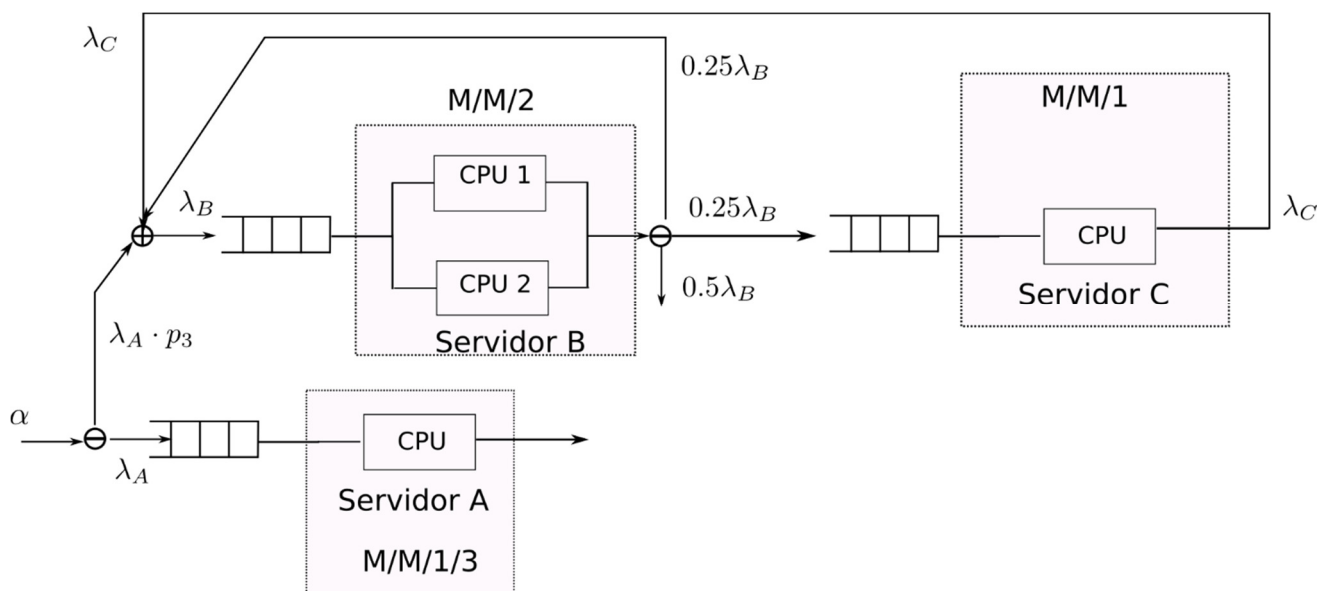 λ_C
0.25λ_B
M/M/2
M/M/1
CPU 1
λ_B
0.25λ_B
λ_C
CPU
CPU 2
0.5λ_B
Servidor C
λ_A · p_3
Servidor B
α
CPU
λ_A
Servidor A
M/M/1/3